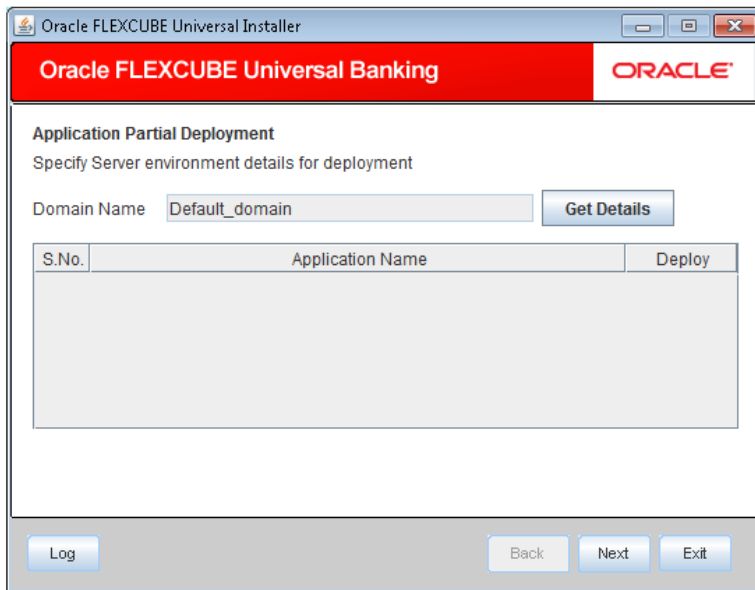 Oracle FLEXCUBE Universal Installer
Oracle FLEXCUBE Universal Banking
ORACLE
Application Partial Deployment
Specify Server environment details for deployment
Domain Name Default_domain Get Details
S.No. Application Name Deploy
Log Back Next Exit